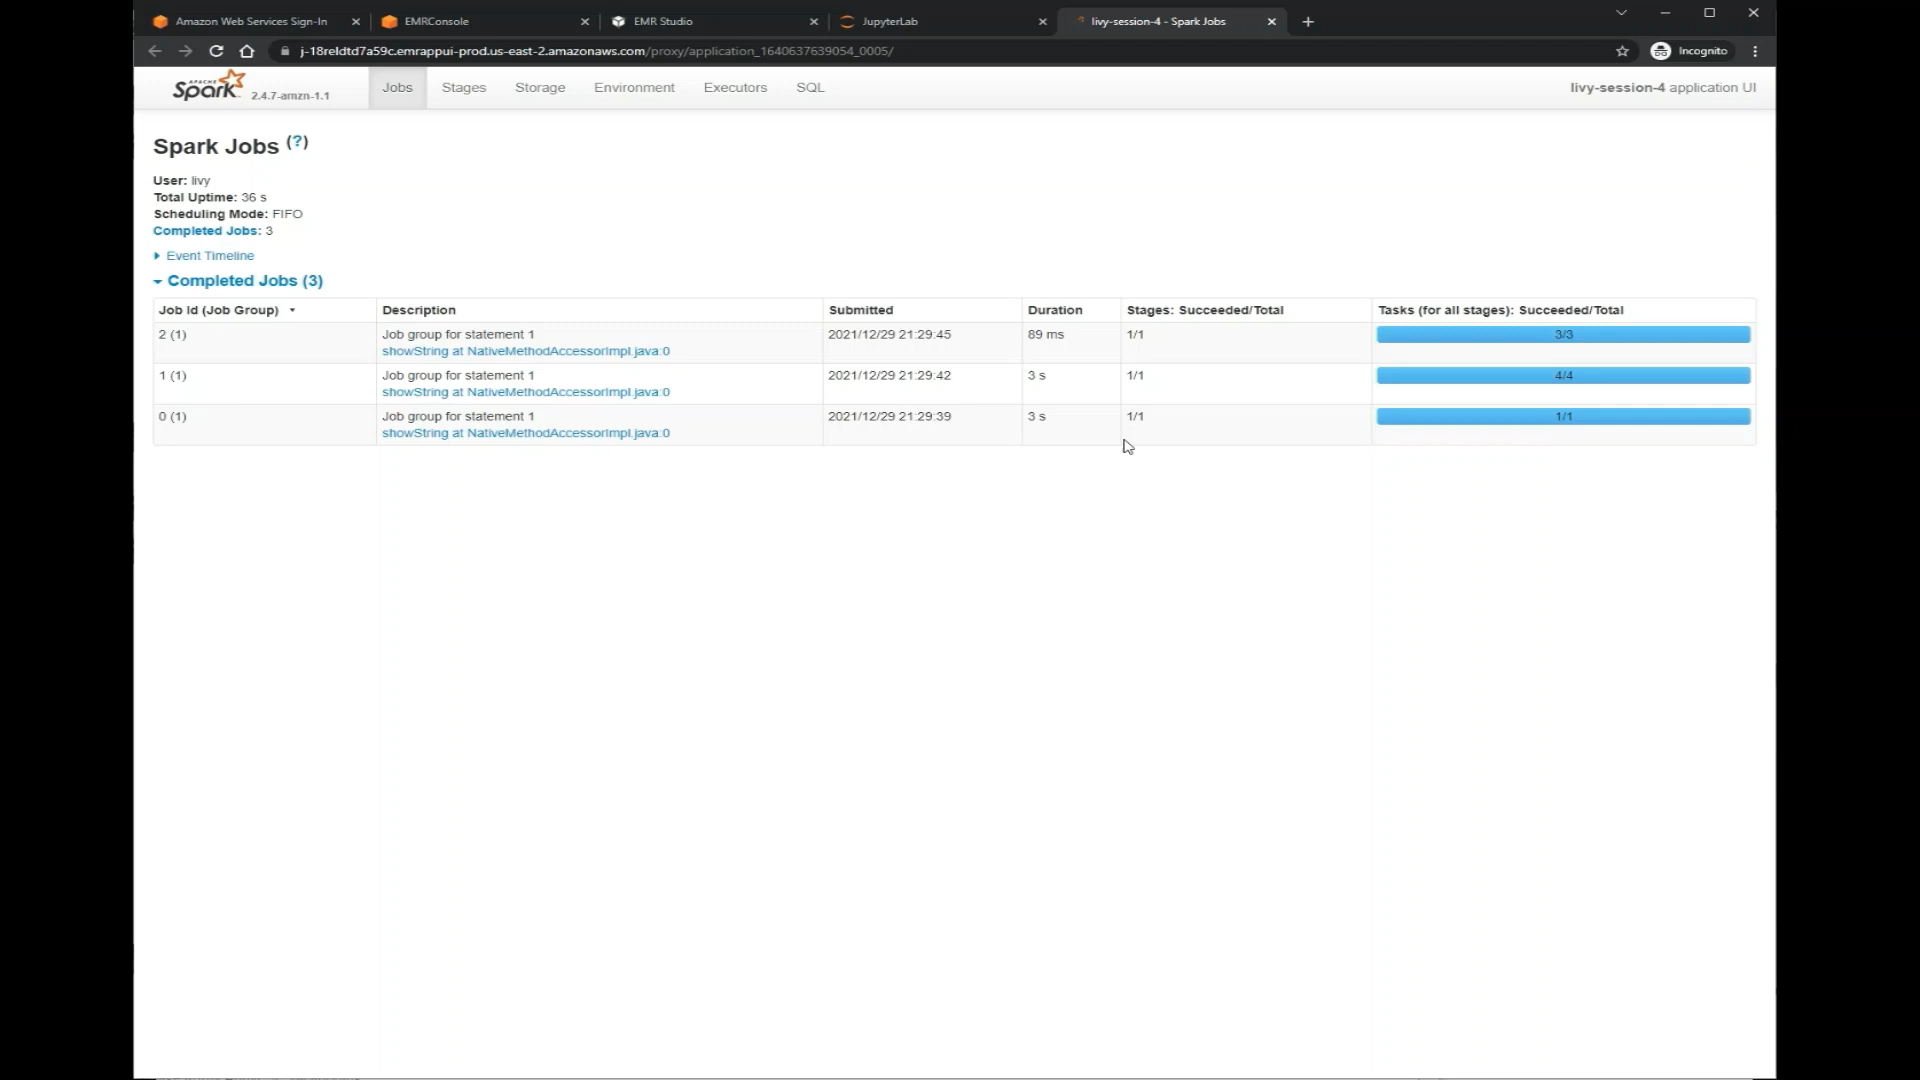 Amazon Web Services Sign-In
EMRConsole
EMR Studio
JupyterLab
livy-session-4 - Spark Jobs
j-18reldtd7a59c.emrappui-prod.us-east-2.amazonaws.com/proxy/application_1640637639054_0005/
Incognito
APACHE Spark 2.4.7-amzn-1.1
Jobs
Stages
Storage
Environment
Executors
SQL
livy-session-4 application UI
Spark Jobs (?)
User: livy
Total Uptime: 36 s
Scheduling Mode: FIFO
Completed Jobs: 3
Event Timeline
Completed Jobs (3)
Job Id (Job Group) Description Submitted Duration Stages: Succeeded/Total Tasks (for all stages): Succeeded/Total
2 (1) Job group for statement 1 2021/12/29 21:29:45 89 ms 1/1 3/3
showString at NativeMethodAccessorImpl.java:0
1 (1) Job group for statement 1 2021/12/29 21:29:42 3 s 1/1 4/4
showString at NativeMethodAccessorImpl.java:0
0 (1) Job group for statement 1 2021/12/29 21:29:39 3 s 1/1 1/1
showString at NativeMethodAccessorImpl.java:0